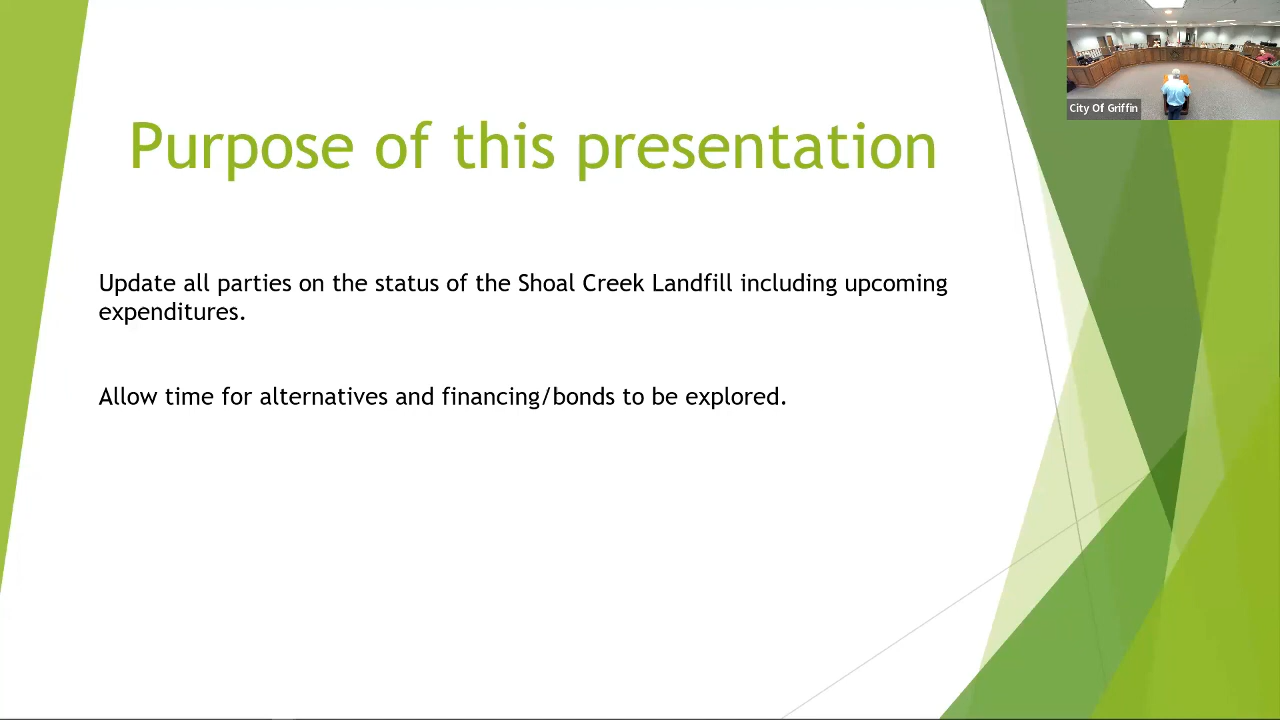 City Of Griffin
Purpose of this presentation
Update all parties on the status of the Shoal Creek Landfill including upcoming
expenditures.
Allow time for alternatives and financing/bonds to be explored.